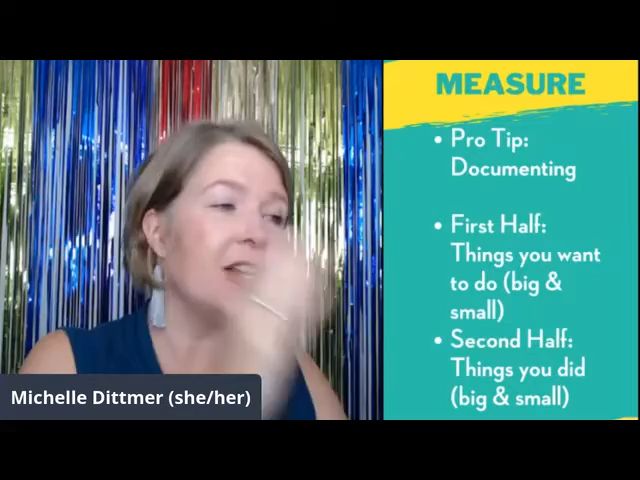 MEASURE
• Pro Tip:
Documenting
• First Half:
Things you want
to do (big &
small)
• Second Half:
Things you did
(big & small)
Michelle Dittmer (she/her)